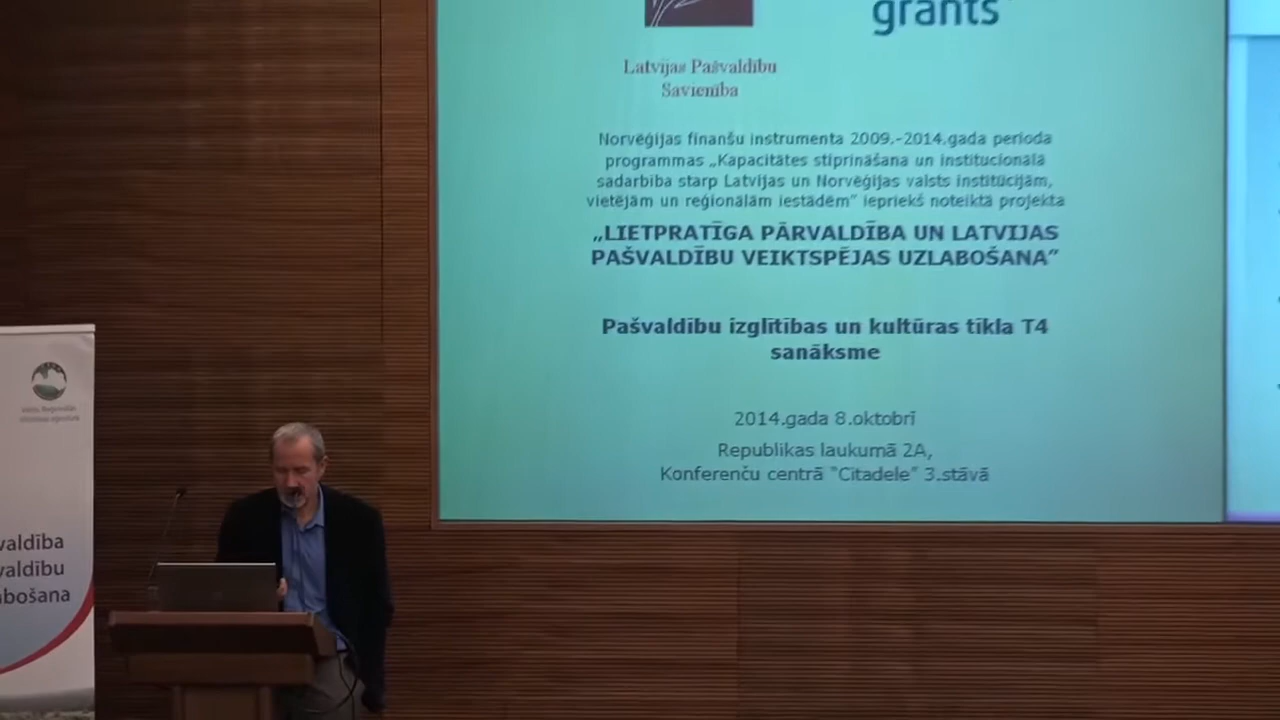 grants
Latvijas Pašvaldību
Savienība
Norvēģijas finanšu instrumenta 2009.-2014.gada perioda
programmas „Kapacitātes stiprināšana un institucionālā
sadarbība starp Latvijas un Norvēģijas valsts institūcijām,
vietējām un reģionālām iestādēm” iepriekš noteiktā projekta
„LIETPRATĪGA PĀRVALDĪBA UN LATVIJAS
PAŠVALDĪBU VEIKTSPĒJAS UZLABOŠANA”
Pašvaldību izglītības un kultūras tīkla T4
sanāksme
2014.gada 8.oktobrī
Republikas laukumā 2A,
Konferenču centrā "Citadele" 3.stāvā
valdība
valdību
abošana